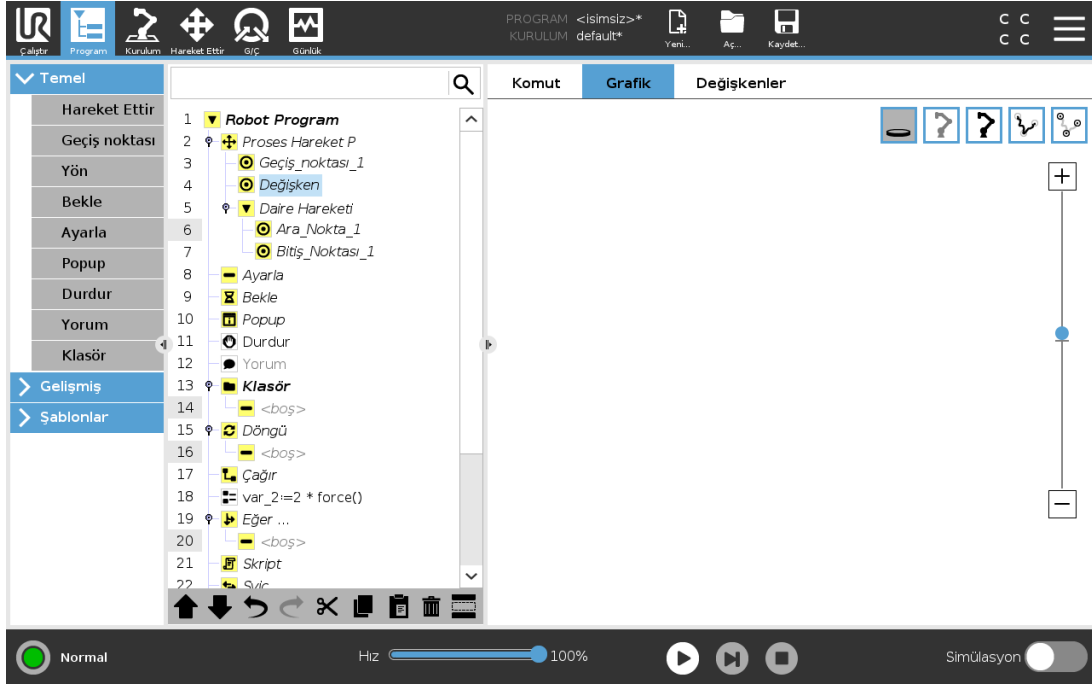 PROGRAM <isimsiz>*
KURULUM default*
Çalıştır
Program
Kurulum
Hareket Ettir
G/Ç
Günlük
Yeni...
Aç...
Kaydet...
C C
C C
Temel
Hareket Ettir
Geçiş noktası
Yön
Bekle
Ayarla
Popup
Durdur
Yorum
Klasör
Gelişmiş
Şablonlar
1 Robot Program
2 Proses Hareket P
3 Geçiş_noktası_1
4 Değişken
5 Daire Hareketi
6 Ara_Nokta_1
7 Bitiş_Noktası_1
8 Ayarla
9 Bekle
10 Popup
11 Durdur
12 Yorum
13 Klasör
14 <boş>
15 Döngü
16 <boş>
17 Çağır
18 var_2:=2 * force()
19 Eğer ...
20 <boş>
21 Skript
22 Sviç
Komut
Grafik
Değişkenler
Normal
Hız
100%
Simülasyon